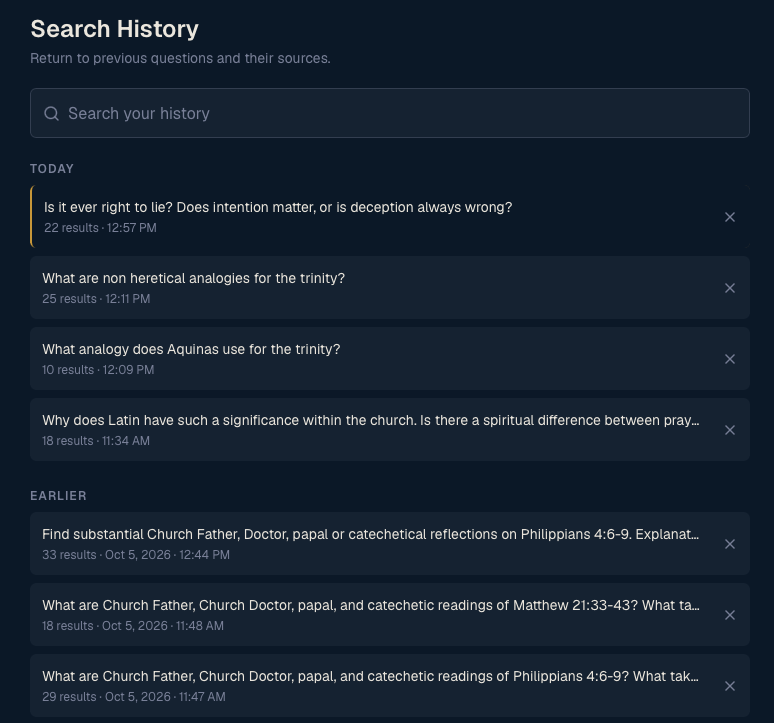 Search History
Return to previous questions and their sources.
Search your history
TODAY
Is it ever right to lie? Does intention matter, or is deception always wrong?
22 results · 12:57 PM
What are non heretical analogies for the trinity?
25 results · 12:11 PM
What analogy does Aquinas use for the trinity?
10 results · 12:09 PM
Why does Latin have such a significance within the church. Is there a spiritual difference between pray...
18 results · 11:34 AM
EARLIER
Find substantial Church Father, Doctor, papal or catechetical reflections on Philippians 4:6-9. Explanat...
33 results · Oct 5, 2026 · 12:44 PM
What are Church Father, Church Doctor, papal, and catechetic readings of Matthew 21:33-43? What ta...
18 results · Oct 5, 2026 · 11:48 AM
What are Church Father, Church Doctor, papal, and catechetic readings of Philippians 4:6-9? What tak...
29 results · Oct 5, 2026 · 11:47 AM